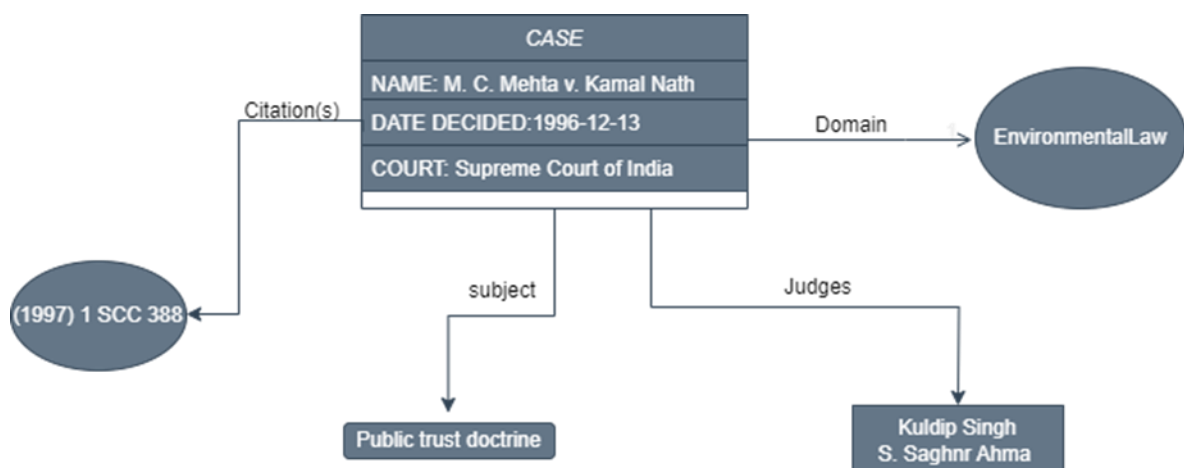 CASE
NAME: M. C. Mehta v. Kamal Nath
Citation(s)
DATE DECIDED:1996-12-13
Domain
EnvironmentalLaw
COURT: Supreme Court of India
subject
Judges
(1997) 1 SCC 388
Public trust doctrine
Kuldip Singh
S. Saghnr Ahma